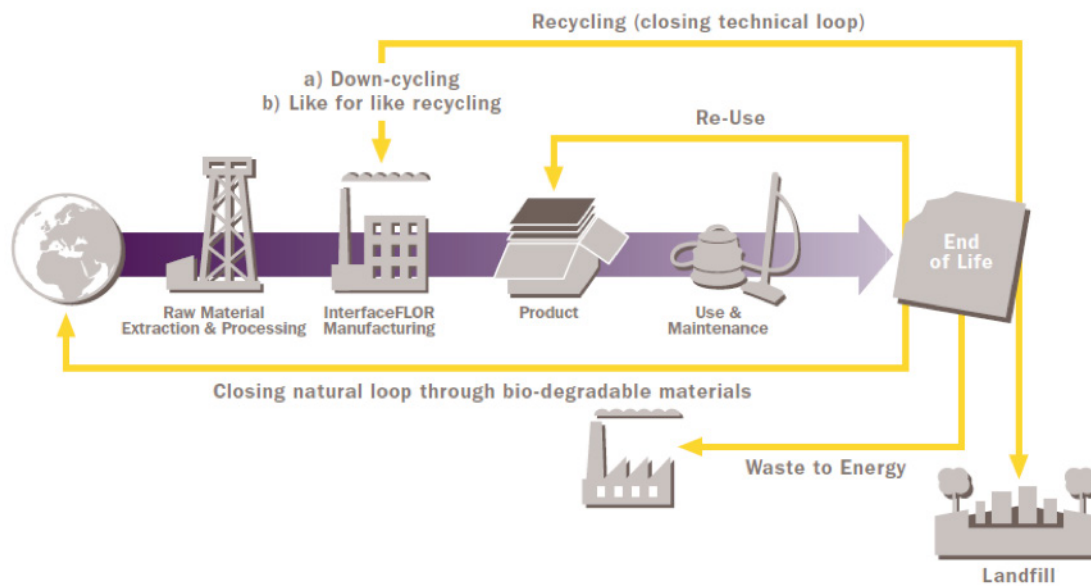 Recycling (closing technical loop)
a) Down-cycling
b) Like for like recycling
Re-Use
End
of Life
Raw Material
Extraction & Processing
InterfaceFLOR
Manufacturing
Product
Use &
Maintenance
Closing natural loop through bio-degradable materials
Waste to Energy
Landfill